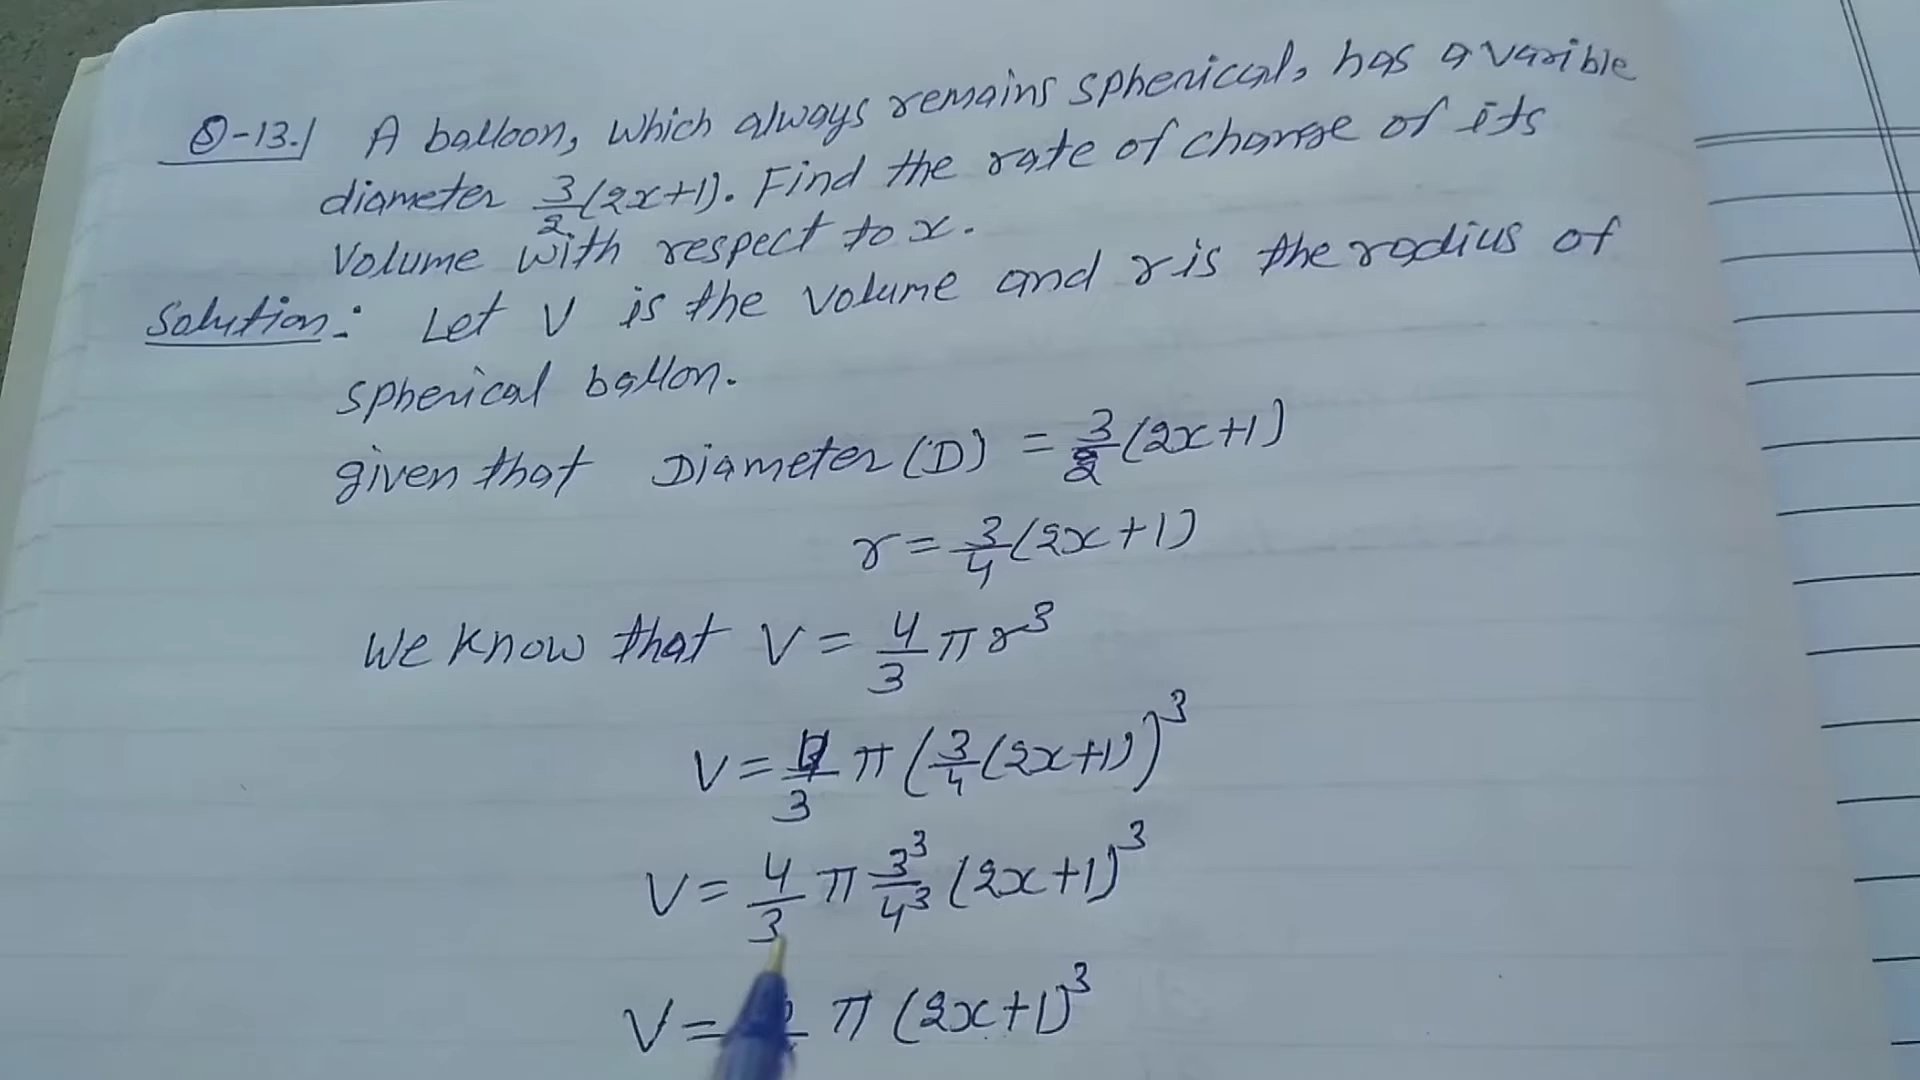 Q-13.) A balloon, which always remains spherical, has a varible
diameter 3/2(2x+1). Find the rate of change of its
Volume with respect to x.
Solution: Let V is the volume and r is the radius of
spherical ballon.
given that Diameter (D) = 3/2(2x+1)
r = 3/4(2x+1)
We know that V = 4/3 π r³
V = 4/3 π (3/4(2x+1))³
V = 4/3 π 3³/4³ (2x+1)³
V = π (2x+1)³